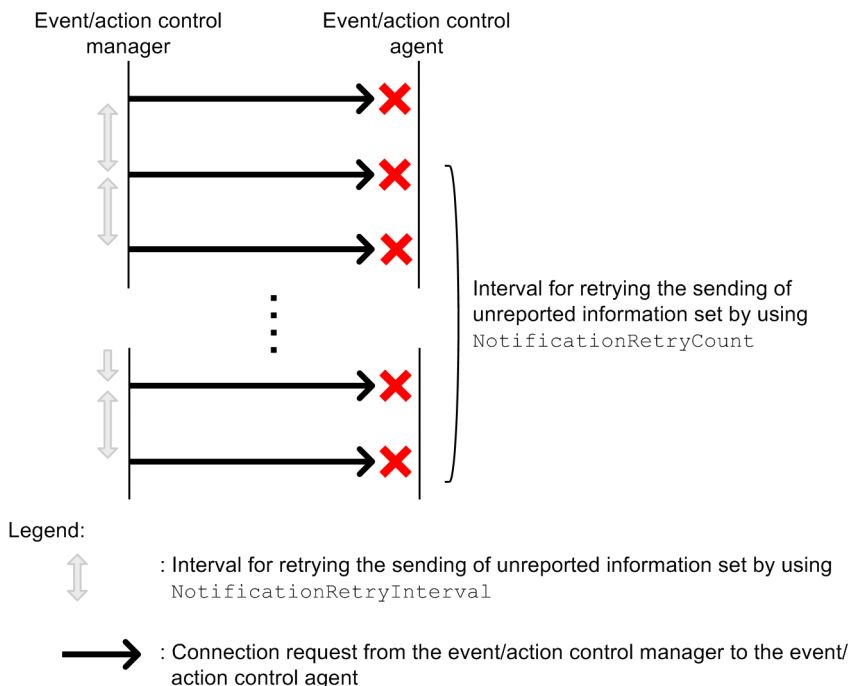 Event/action control
manager
Event/action control
agent
Interval for retrying the sending of
unreported information set by using
NotificationRetryCount
Legend:
: Interval for retrying the sending of unreported information set by using
NotificationRetryInterval
: Connection request from the event/action control manager to the event/
action control agent